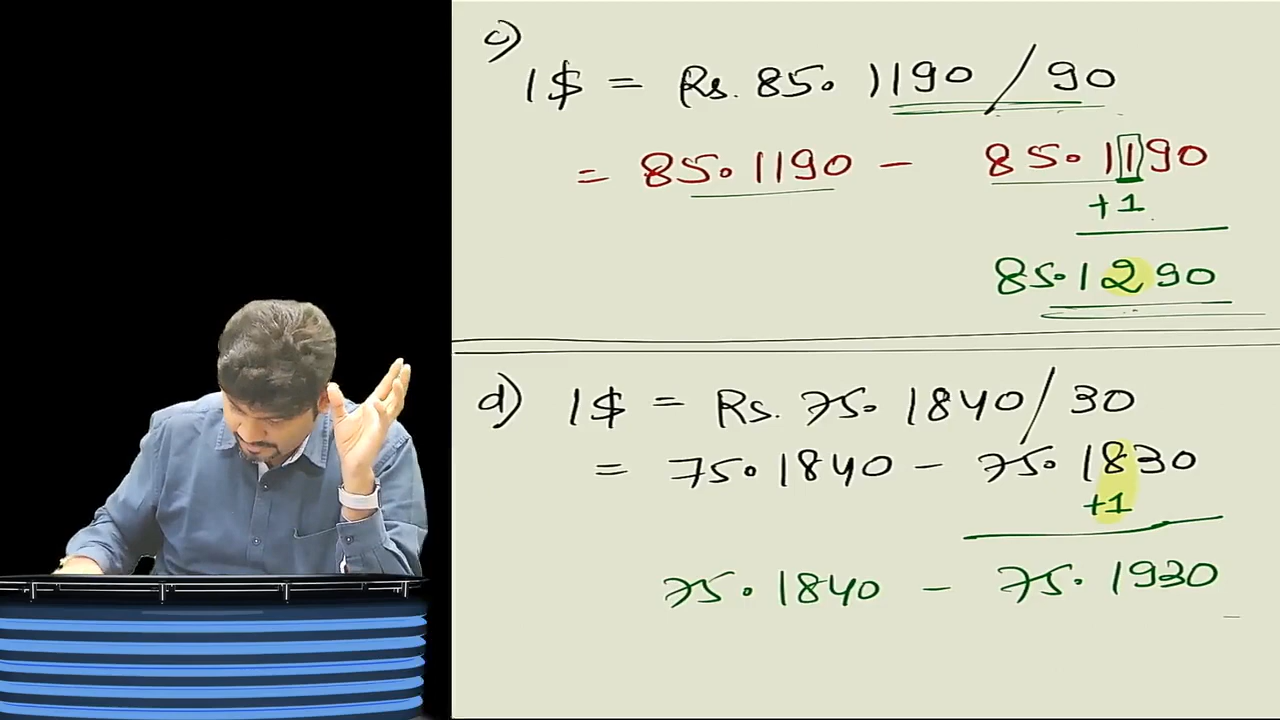 c)
1$ = Rs. 85.1190 / 90
= 85.1190 - 85.1190
+1
85.1290
d) 1$ = Rs. 75.1840 / 30
= 75.1840 - 75.1830
+1
75.1840 - 75.1930